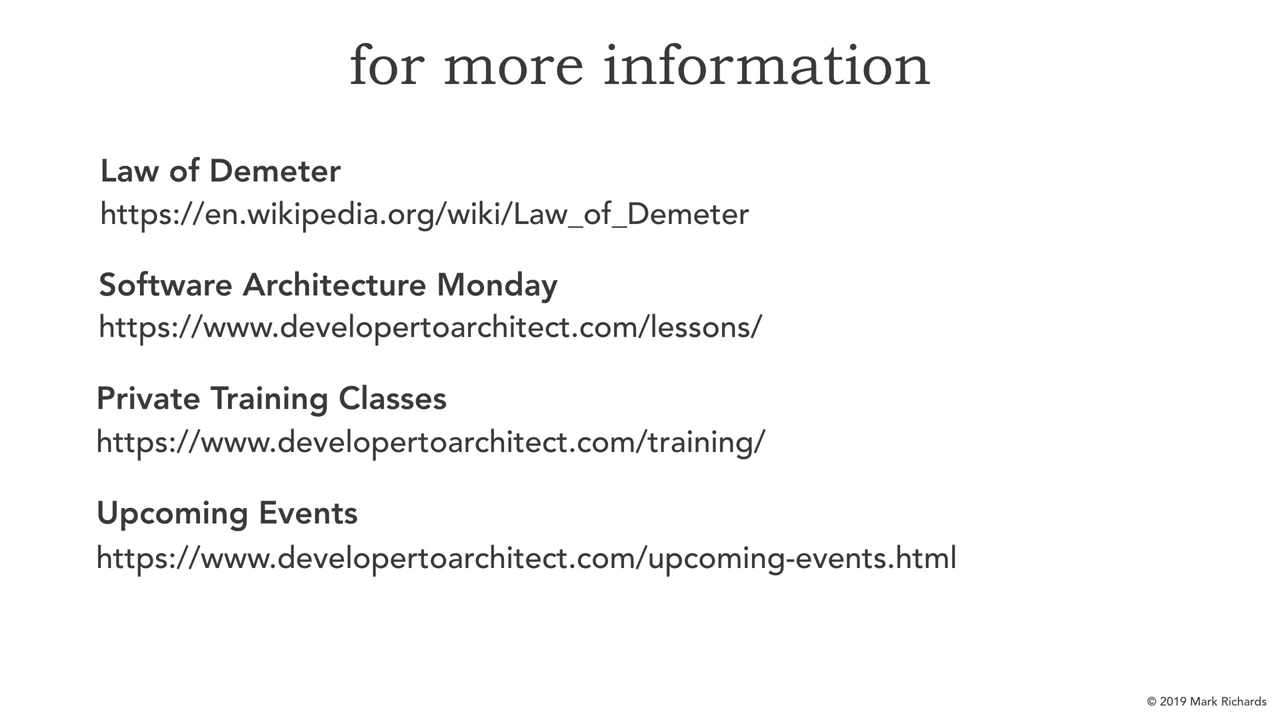 for more information
Law of Demeter
https://en.wikipedia.org/wiki/Law_of_Demeter
Software Architecture Monday
https://www.developertoarchitect.com/lessons/
Private Training Classes
https://www.developertoarchitect.com/training/
Upcoming Events
https://www.developertoarchitect.com/upcoming-events.html
© 2019 Mark Richards